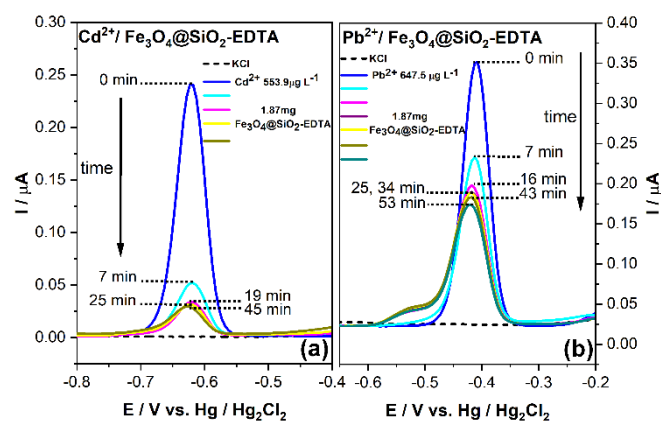 Cd²⁺/ Fe₃O₄@SiO₂-EDTA
KCl
0 min
Cd²⁺ 553.9µg L⁻¹
1.87mg
Fe₃O₄@SiO₂-EDTA
time
7 min
25 min
19 min
45 min
(a)
I / µA
0.30
0.25
0.20
0.15
0.10
0.05
0.00
-0.8
-0.7
-0.6
-0.5
-0.4
E / V vs. Hg / Hg₂Cl₂
Pb²⁺/ Fe₃O₄@SiO₂-EDTA
KCl
0 min
Pb²⁺ 647.5 µg L⁻¹
1.87mg
Fe₃O₄@SiO₂-EDTA
time
7 min
16 min
25, 34 min
43 min
53 min
(b)
0.40
0.35
0.30
0.25
0.20
0.15
0.10
0.05
0.00
I / µA
-0.6
-0.5
-0.4
-0.3
-0.2
E / V vs. Hg / Hg₂Cl₂